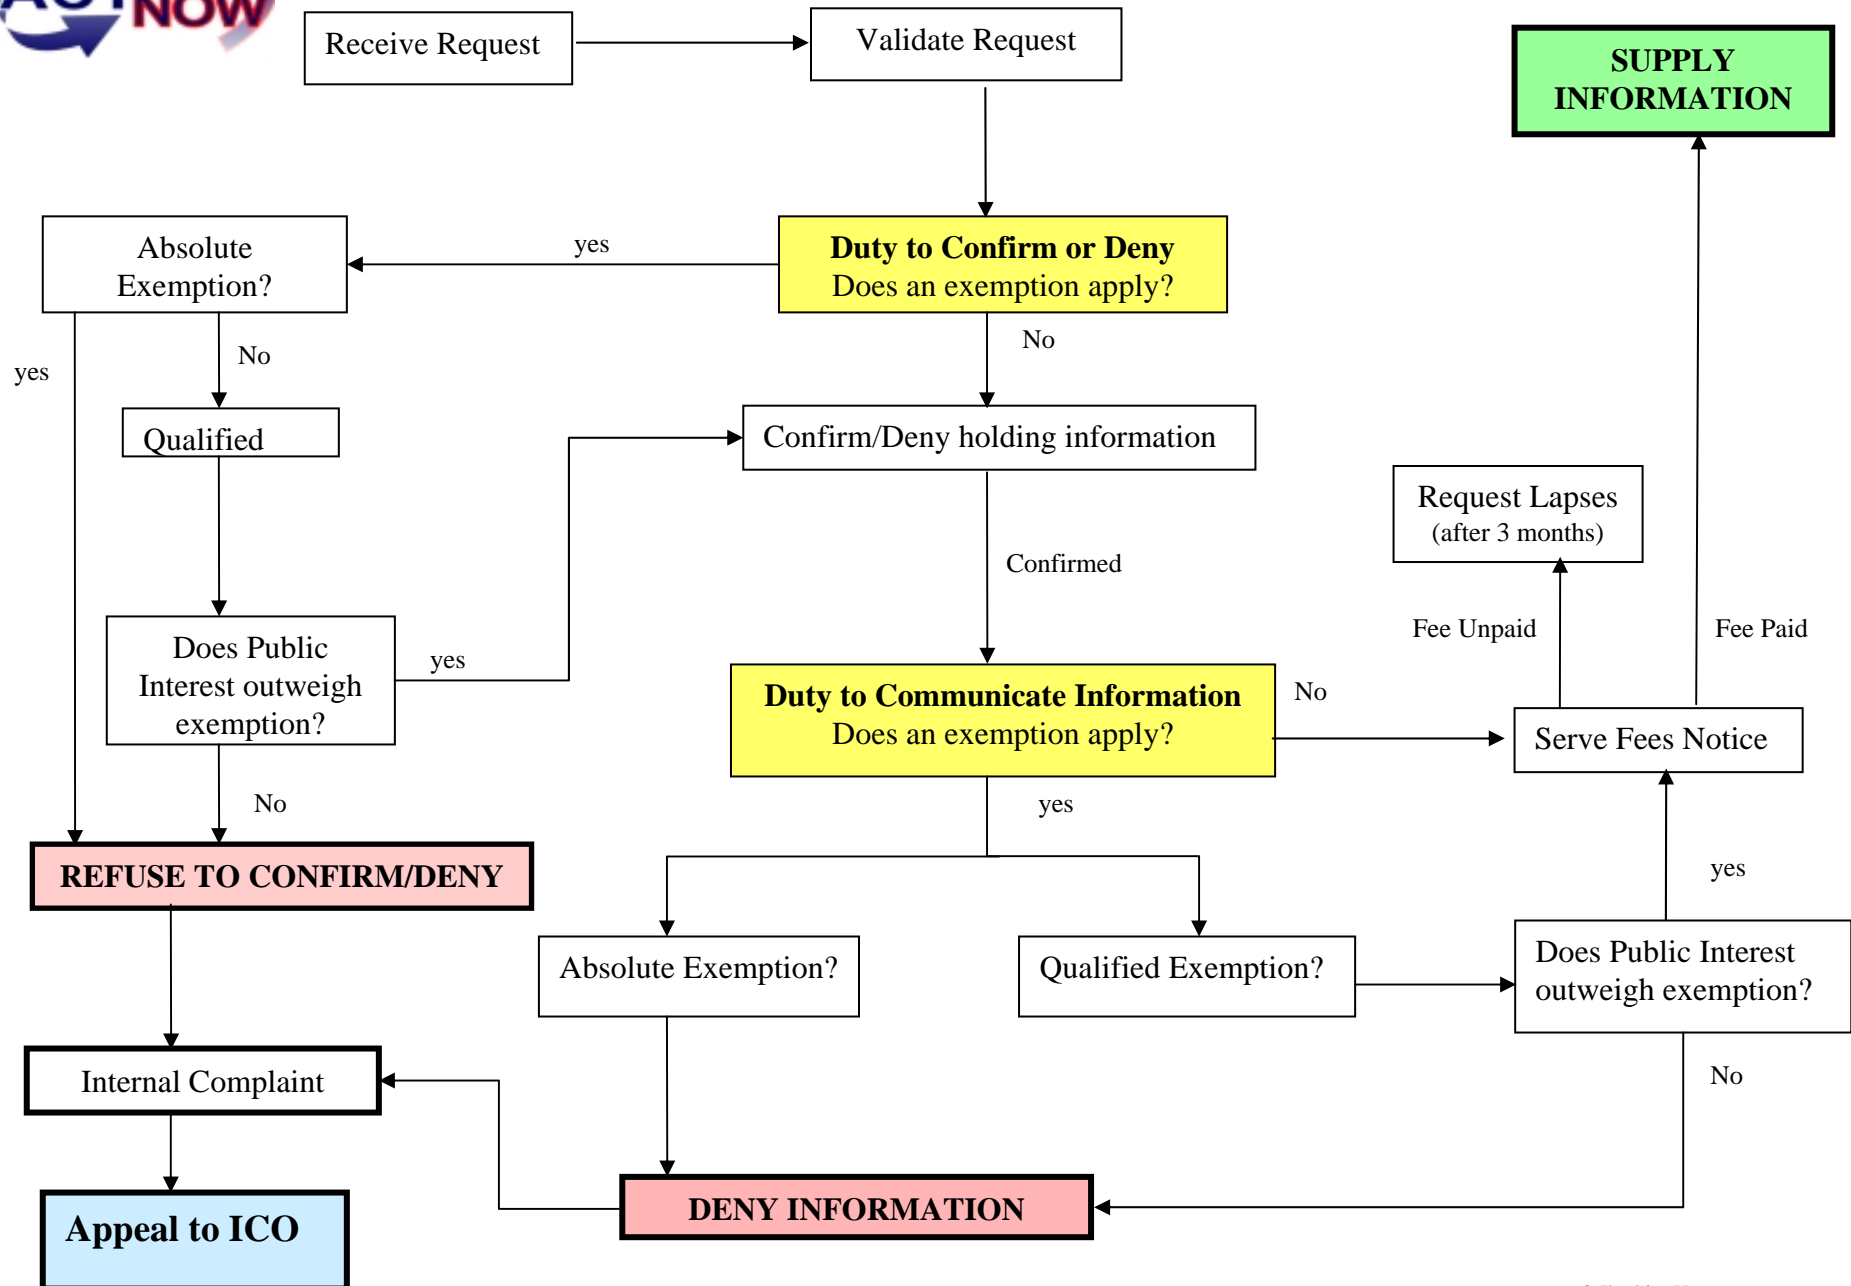 NOW
Receive Request
Validate Request
SUPPLY
INFORMATION
Absolute
Exemption?
yes
Duty to Confirm or Deny
Does an exemption apply?
yes
No
No
Qualified
Confirm/Deny holding information
Request Lapses
(after 3 months)
Confirmed
Does Public
Interest outweigh
exemption?
yes
Fee Unpaid
Fee Paid
Duty to Communicate Information
Does an exemption apply?
No
Serve Fees Notice
No
yes
yes
REFUSE TO CONFIRM/DENY
Absolute Exemption?
Qualified Exemption?
Does Public Interest
outweigh exemption?
Internal Complaint
No
DENY INFORMATION
Appeal to ICO